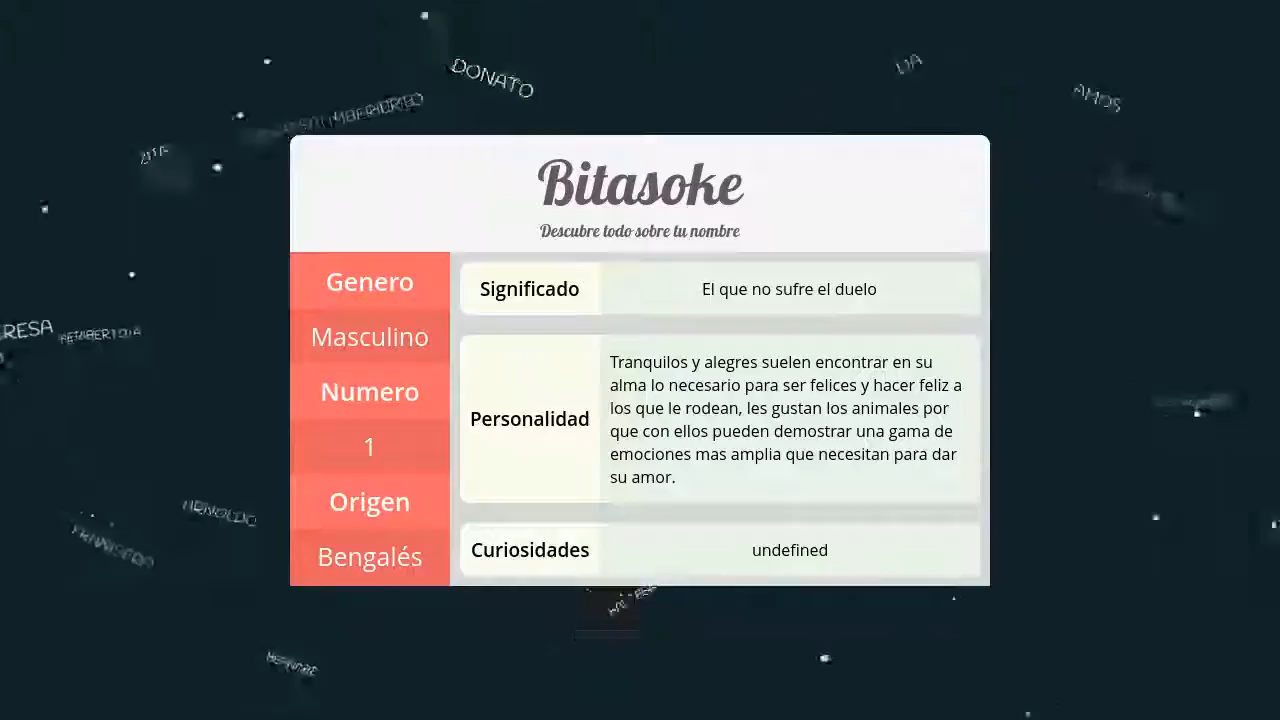 DONATO
LIA
AMOS
Bitasoke
Descubre todo sobre tu nombre
Genero
Masculino
Numero
1
Origen
Bengalés
Significado
El que no sufre el duelo
Personalidad
Tranquilos y alegres suelen encontrar en su
alma lo necesario para ser felices y hacer feliz a
los que le rodean, les gustan los animales por
que con ellos pueden demostrar una gama de
emociones mas amplia que necesitan para dar
su amor.
Curiosidades
undefined
RESA